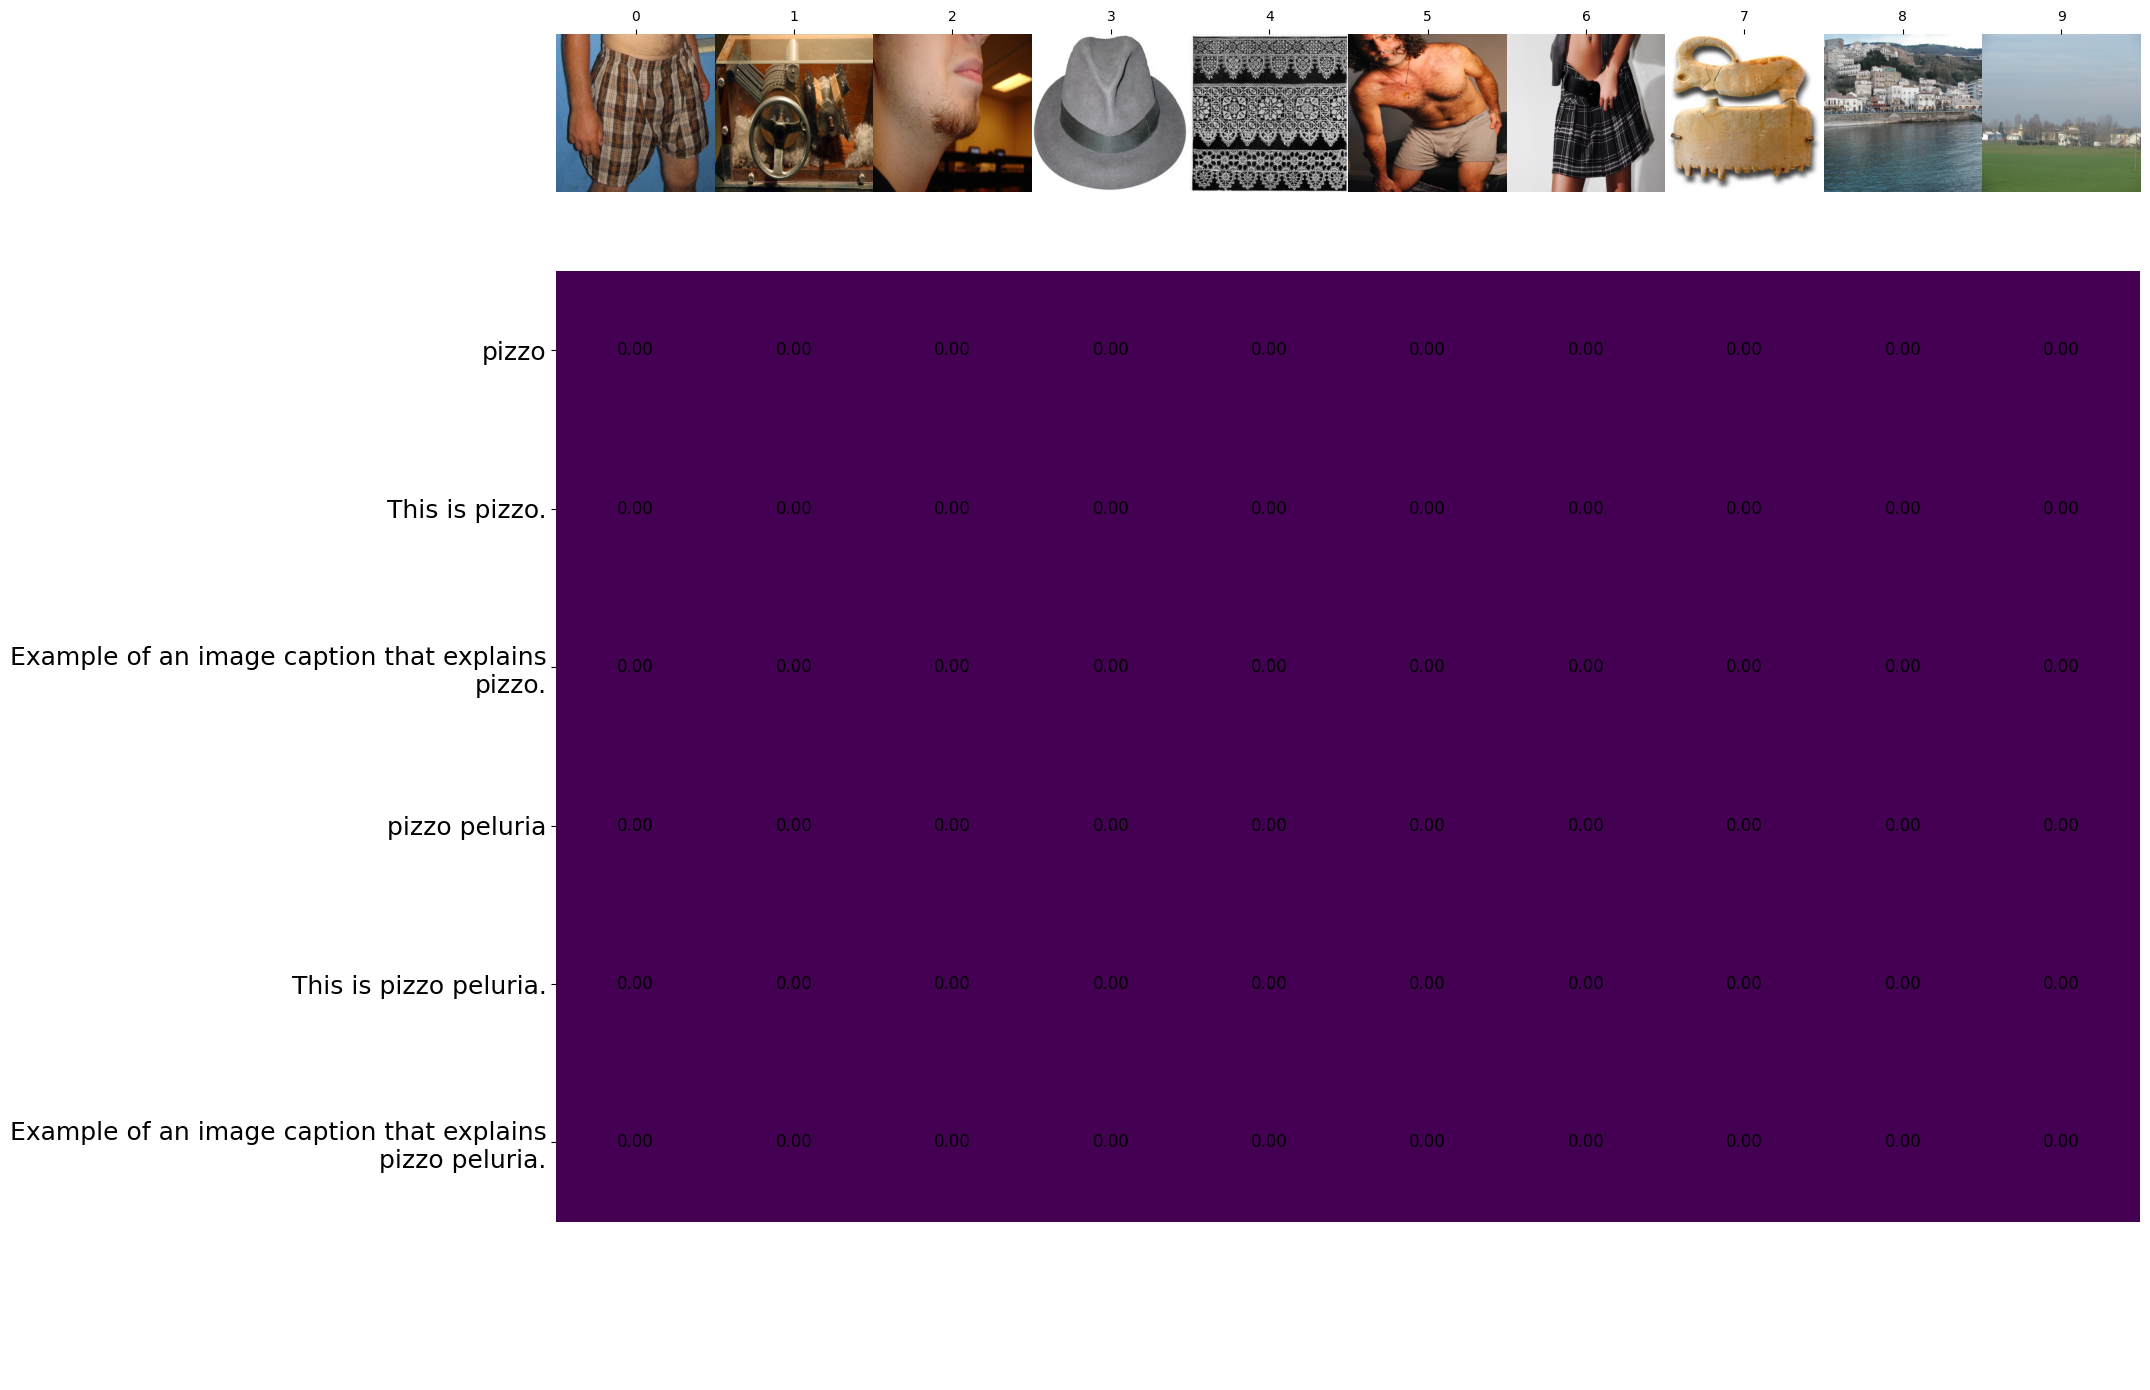 0 1 2 3 4 5 6 7 8 9
pizzo 0.00 0.00 0.00 0.00 0.00 0.00 0.00 0.00 0.00 0.00
This is pizzo. 0.00 0.00 0.00 0.00 0.00 0.00 0.00 0.00 0.00 0.00
Example of an image caption that explains
pizzo. 0.00 0.00 0.00 0.00 0.00 0.00 0.00 0.00 0.00 0.00
pizzo peluria 0.00 0.00 0.00 0.00 0.00 0.00 0.00 0.00 0.00 0.00
This is pizzo peluria. 0.00 0.00 0.00 0.00 0.00 0.00 0.00 0.00 0.00 0.00
Example of an image caption that explains
pizzo peluria. 0.00 0.00 0.00 0.00 0.00 0.00 0.00 0.00 0.00 0.00